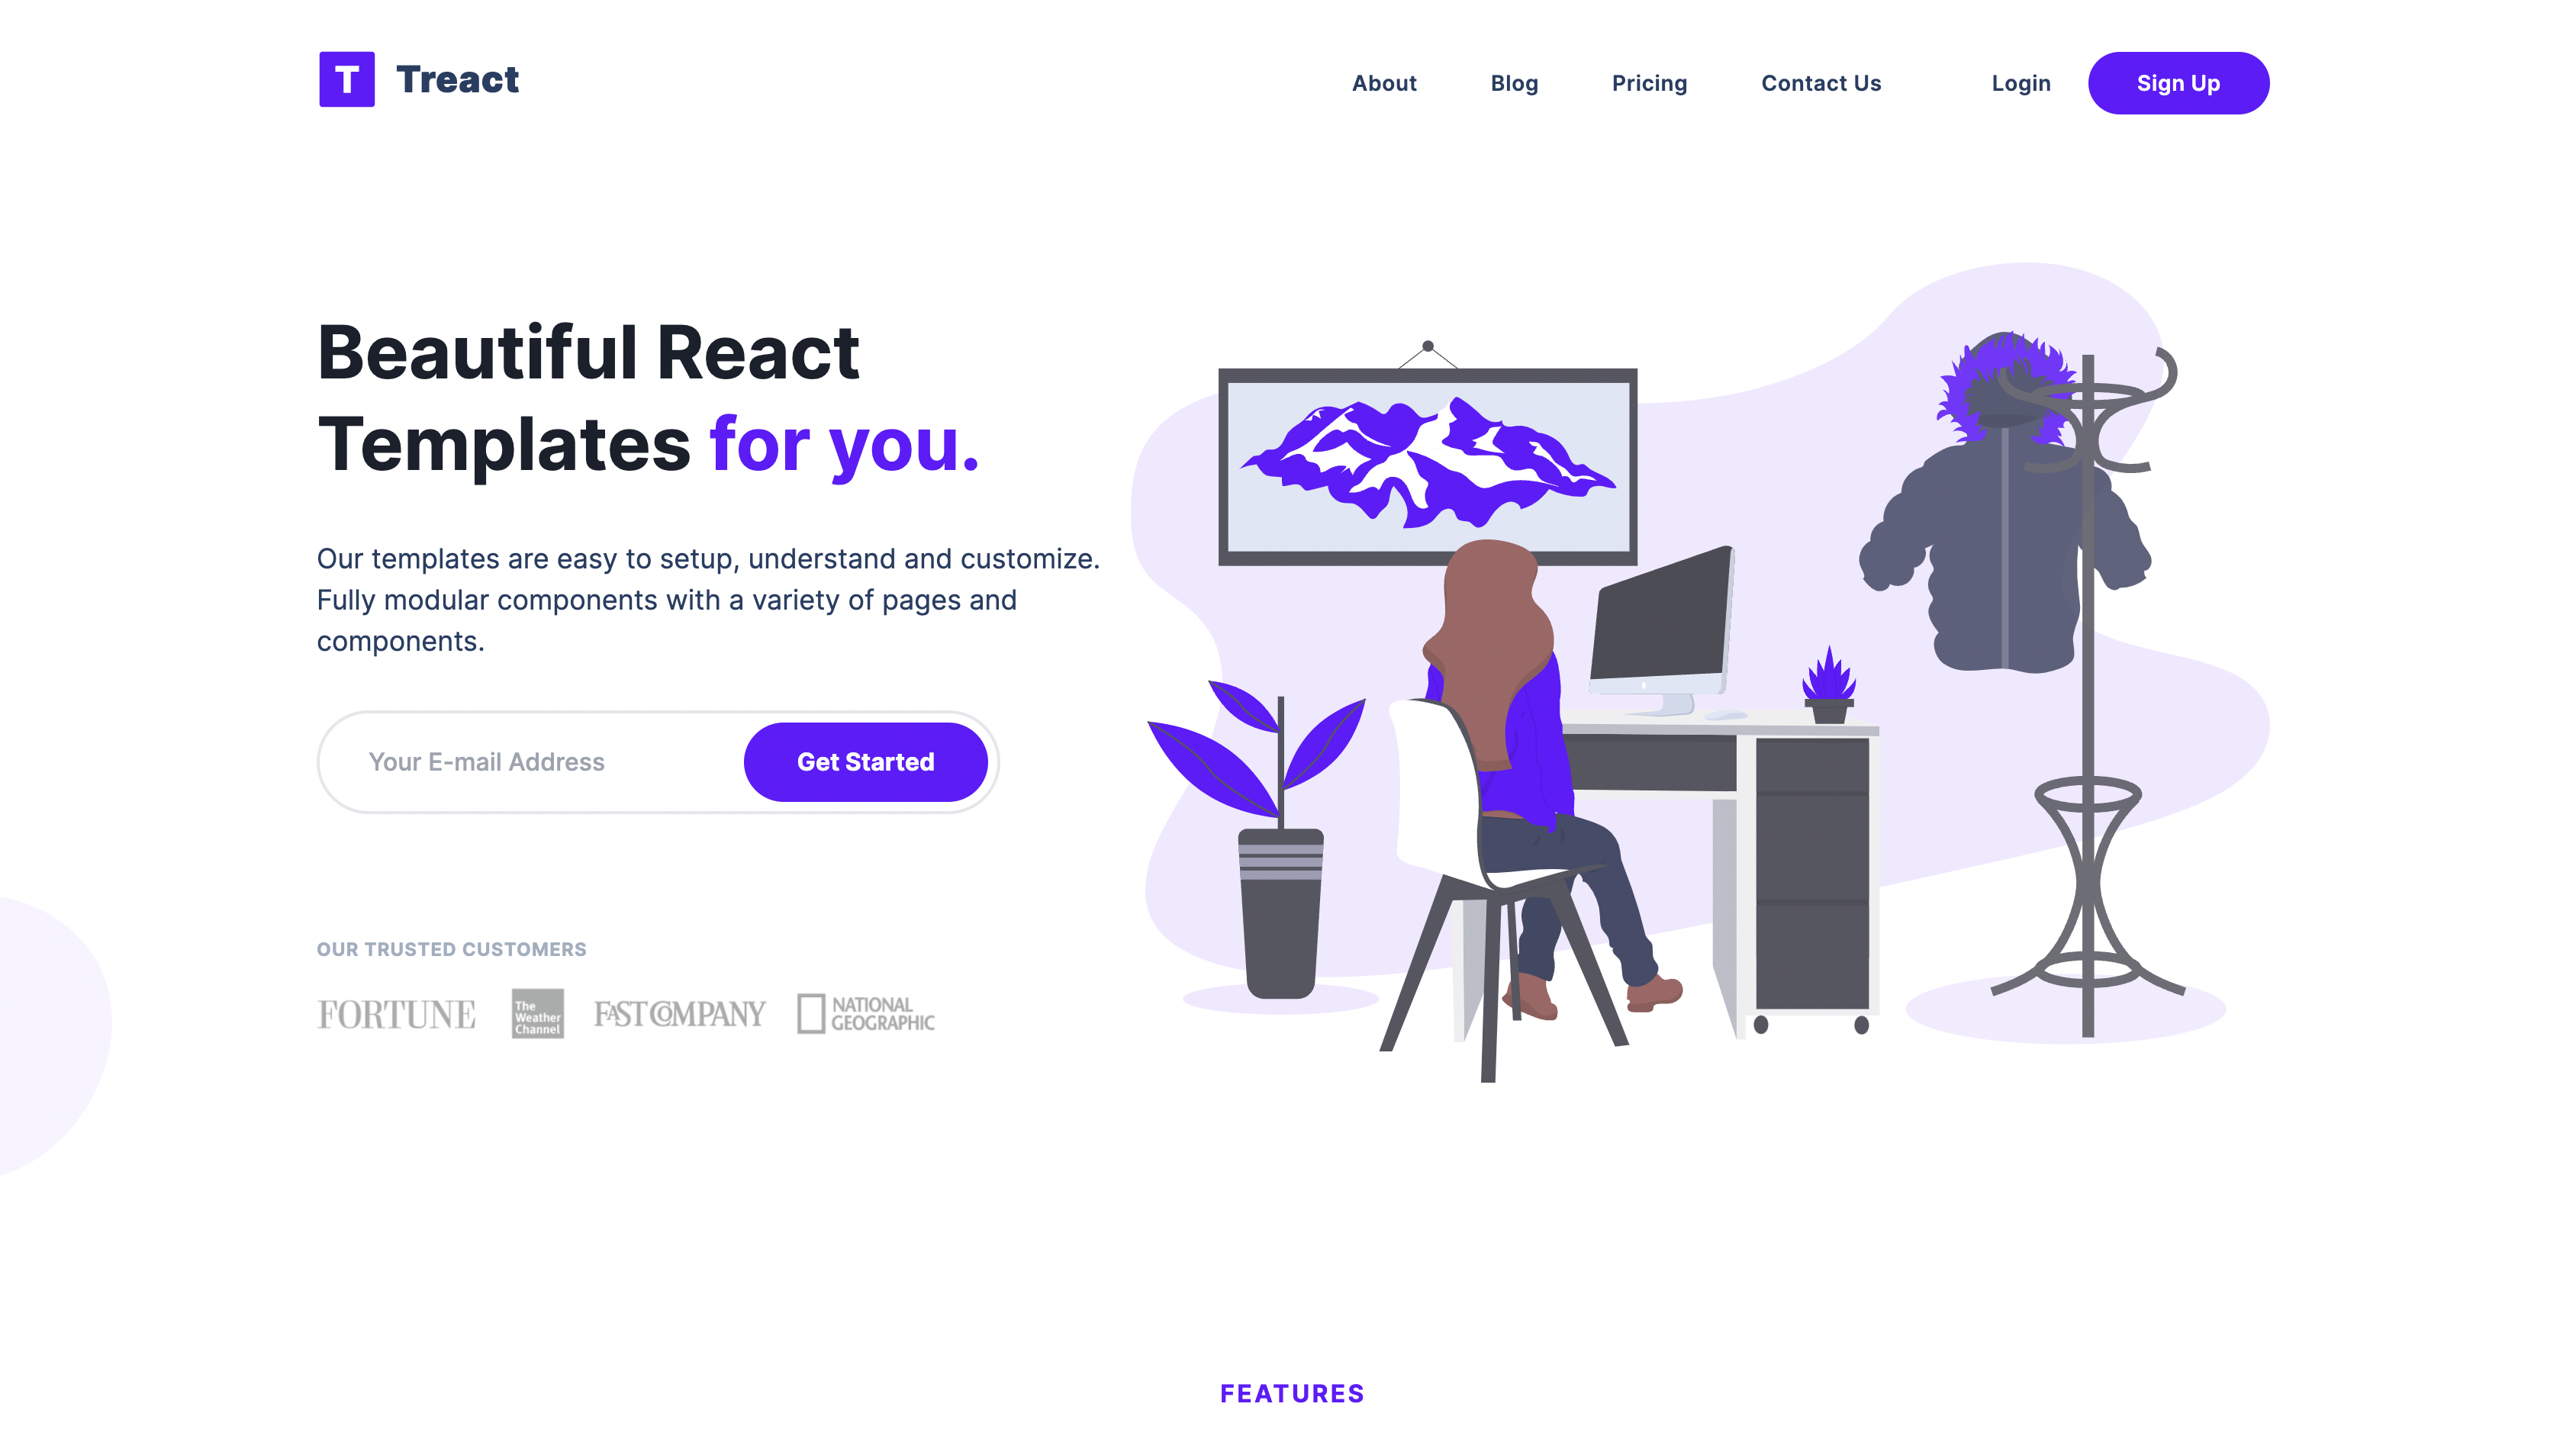 T Treact
About Blog Pricing Contact Us Login Sign Up
Beautiful React
Templates for you.
Our templates are easy to setup, understand and customize.
Fully modular components with a variety of pages and
components.
Your E-mail Address
Get Started
OUR TRUSTED CUSTOMERS
FORTUNE
The
Weather
Channel
FAST COMPANY
NATIONAL
GEOGRAPHIC
FEATURES